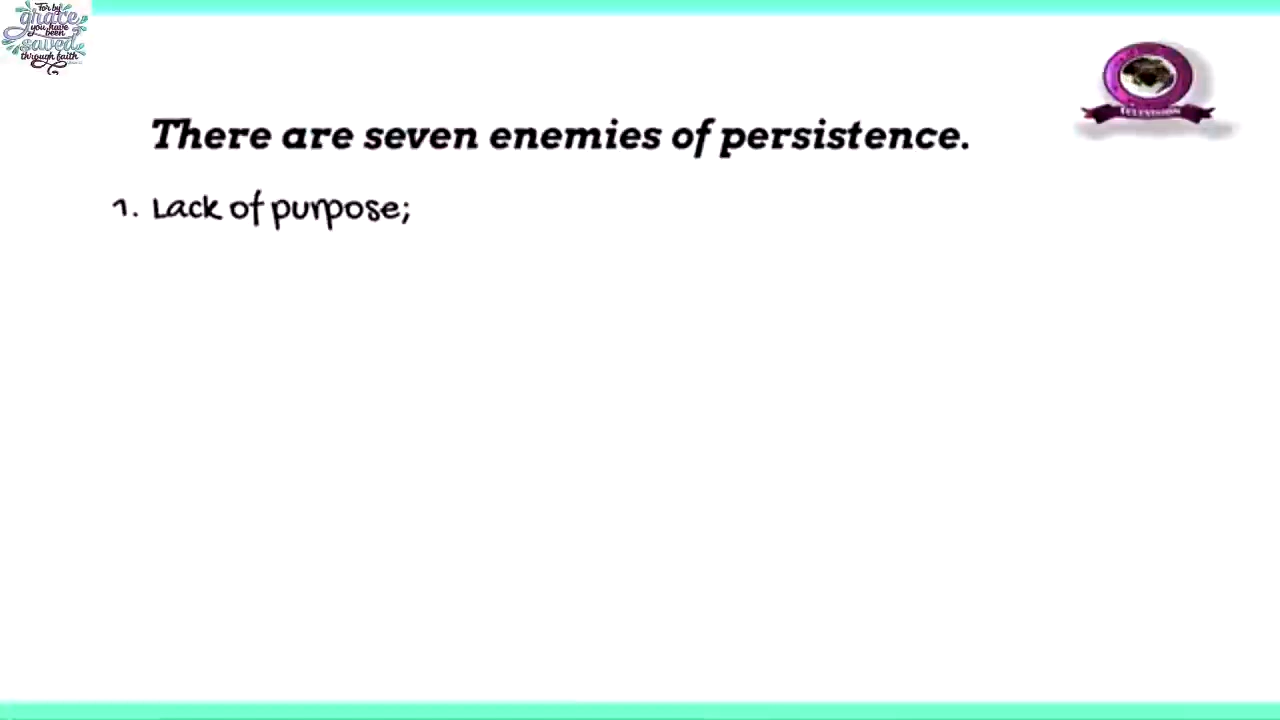 For by
grace
you have
been
saved
through faith
TELEVISION
There are seven enemies of persistence.
1. Lack of purpose;